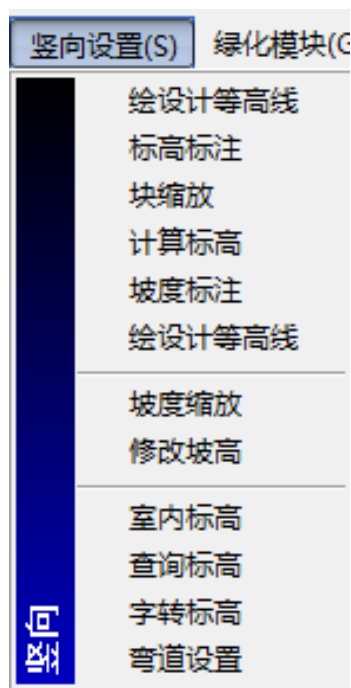 竖向设置(S) 绿化模块(G
绘设计等高线
标高标注
块缩放
计算标高
坡度标注
绘设计等高线
坡度缩放
修改坡高
室内标高
查询标高
字转标高
弯道设置
竖向